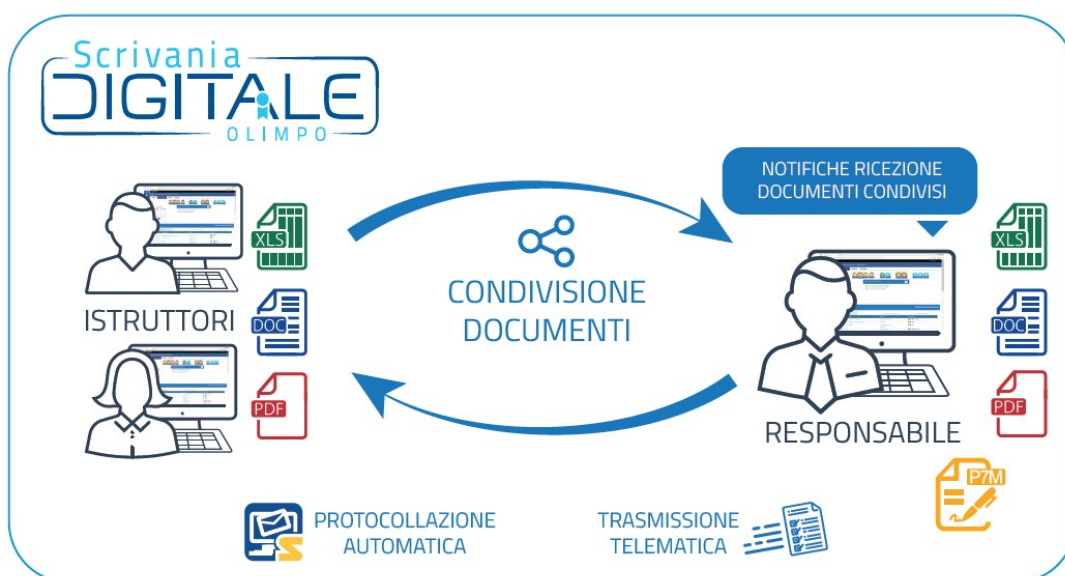 Scrivania
DIGITALE
OLIMPO
NOTIFICHE RICEZIONE
DOCUMENTI CONDIVISI
XLS
DOC
PDF
ISTRUTTORI
CONDIVISIONE
DOCUMENTI
XLS
DOC
PDF
RESPONSABILE
P7M
PROTOCOLLAZIONE
AUTOMATICA
TRASMISSIONE
TELEMATICA